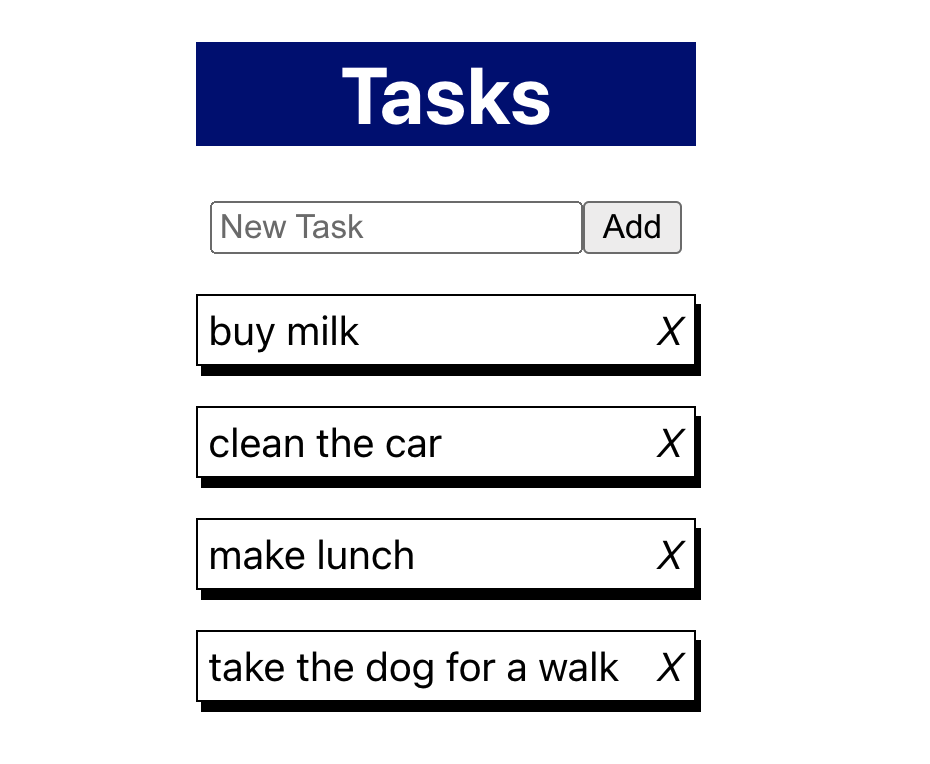 Tasks
New Task Add
buy milk X
clean the car X
make lunch X
take the dog for a walk X